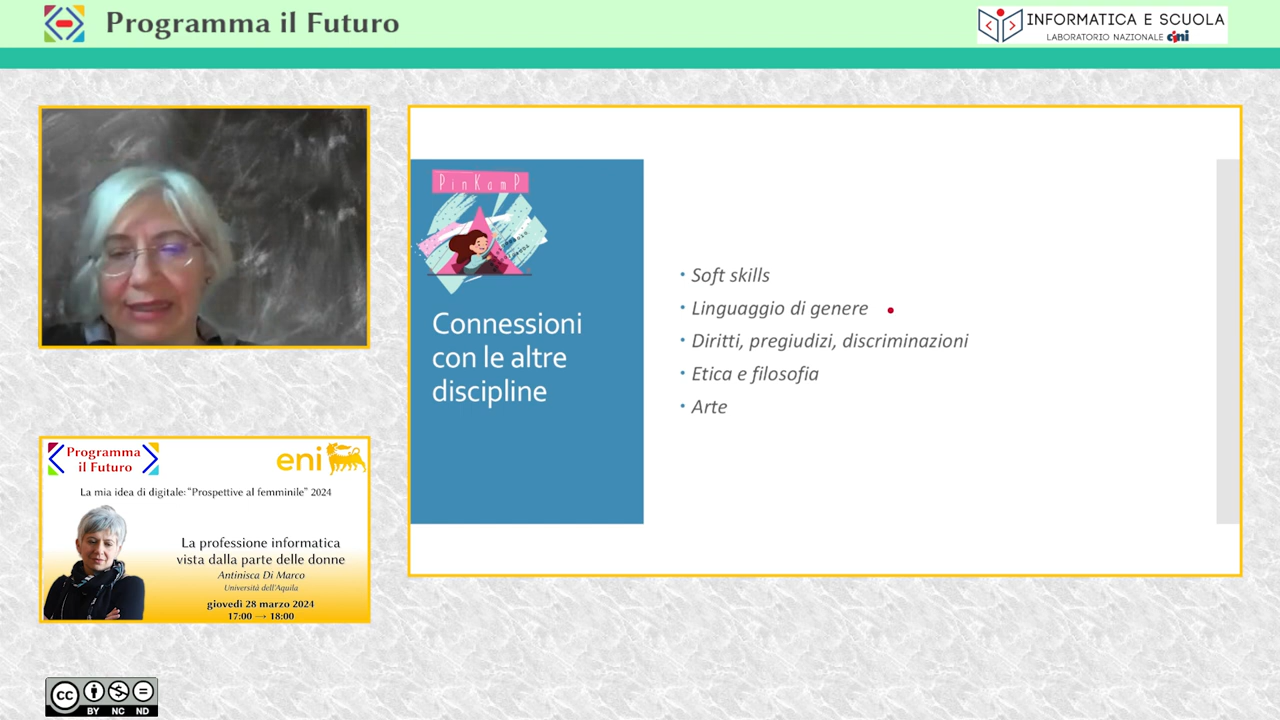 Programma il Futuro
INFORMATICA E SCUOLA
LABORATORIO NAZIONALE cini
PinKamP
Connessioni
con le altre
discipline
• Soft skills
• Linguaggio di genere
• Diritti, pregiudizi, discriminazioni
• Etica e filosofia
• Arte
Programma
il Futuro
eni
La mia idea di digitale: “Prospettive al femminile” 2024
La professione informatica
vista dalla parte delle donne
Antinisca Di Marco
Università dell'Aquila
giovedì 28 marzo 2024
17:00 → 18:00
CC
BY NC ND